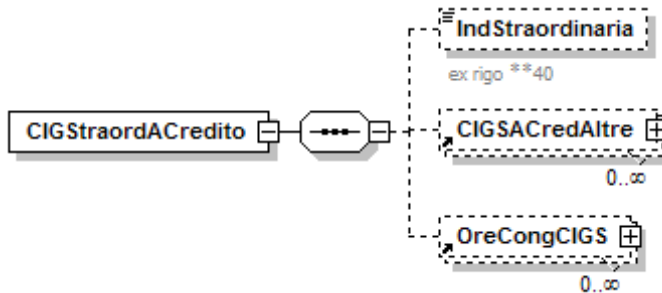 IndStraordinaria
ex rigo **40
CIGStraordACredito
CIGSACredAltre
0..∞
OreCongCIGS
0..∞